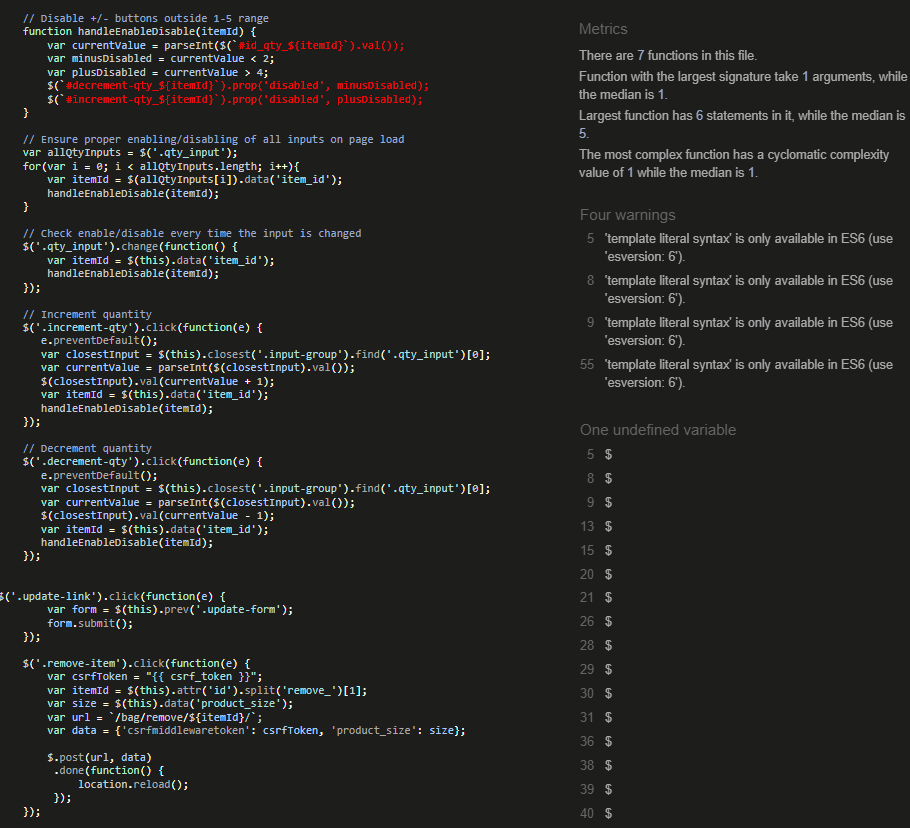 // Disable +/- buttons outside 1-5 range
function handleEnableDisable(itemId) {
    var currentValue = parseInt($(`#id_qty_${itemId}`).val());
    var minusDisabled = currentValue < 2;
    var plusDisabled = currentValue > 4;
    $(`#decrement-qty_${itemId}`).prop('disabled', minusDisabled);
    $(`#increment-qty_${itemId}`).prop('disabled', plusDisabled);
}
// Ensure proper enabling/disabling of all inputs on page load
var allQtyInputs = $('.qty_input');
for(var i = 0; i < allQtyInputs.length; i++){
    var itemId = $(allQtyInputs[i]).data('item_id');
    handleEnableDisable(itemId);
}
// Check enable/disable every time the input is changed
$('.qty_input').change(function() {
    var itemId = $(this).data('item_id');
    handleEnableDisable(itemId);
});
// Increment quantity
$('.increment-qty').click(function(e) {
   e.preventDefault();
   var closestInput = $(this).closest('.input-group').find('.qty_input')[0];
   var currentValue = parseInt($(closestInput).val());
   $(closestInput).val(currentValue + 1);
   var itemId = $(this).data('item_id');
   handleEnableDisable(itemId);
});
// Decrement quantity
$('.decrement-qty').click(function(e) {
   e.preventDefault();
   var closestInput = $(this).closest('.input-group').find('.qty_input')[0];
   var currentValue = parseInt($(closestInput).val());
   $(closestInput).val(currentValue - 1);
   var itemId = $(this).data('item_id');
   handleEnableDisable(itemId);
});
$('.update-link').click(function(e) {
    var form = $(this).prev('.update-form');
    form.submit();
});
$('.remove-item').click(function(e) {
    var csrfToken = "{{ csrf_token }}";
    var itemId = $(this).attr('id').split('remove_')[1];
    var size = $(this).data('product_size');
    var url = `/bag/remove/${itemId}/`;
    var data = {'csrfmiddlewaretoken': csrfToken, 'product_size': size};
    $.post(url, data)
     .done(function() {
         location.reload();
     });
});
Metrics
There are 7 functions in this file.
Function with the largest signature take 1 arguments, while
the median is 1.
Largest function has 6 statements in it, while the median is
5.
The most complex function has a cyclomatic complexity
value of 1 while the median is 1.
Four warnings
5 'template literal syntax' is only available in ES6 (use
'esversion: 6').
8 'template literal syntax' is only available in ES6 (use
'esversion: 6').
9 'template literal syntax' is only available in ES6 (use
'esversion: 6').
55 'template literal syntax' is only available in ES6 (use
'esversion: 6').
One undefined variable
5 $
8 $
9 $
13 $
15 $
20 $
21 $
26 $
28 $
29 $
30 $
31 $
36 $
38 $
39 $
40 $